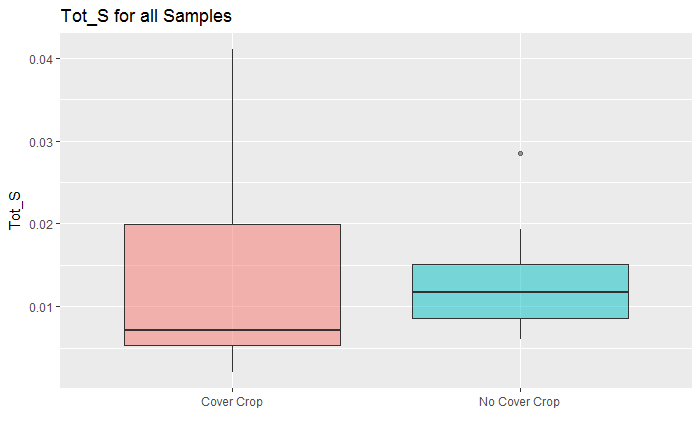 Tot_S for all Samples
0.04
0.03
0.02
0.01
Tot_S
Cover Crop
No Cover Crop